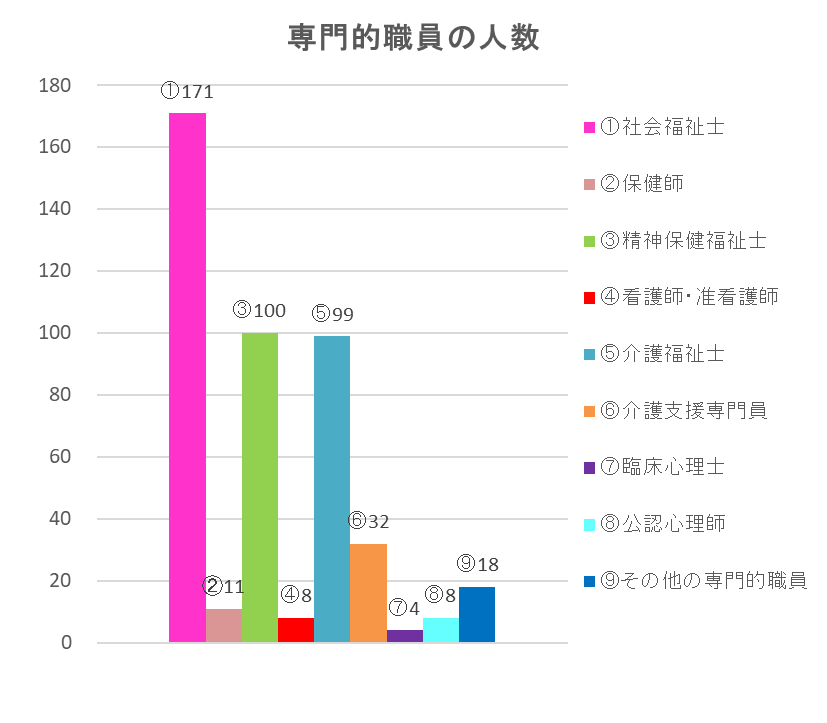 専門的職員の人数
180
160
140
120
100
80
60
40
20
0
①171
②11
③100
④8
⑤99
⑥32
⑦4
⑧8
⑨18
①社会福祉士
②保健師
③精神保健福祉士
④看護師・准看護師
⑤介護福祉士
⑥介護支援専門員
⑦臨床心理士
⑧公認心理師
⑨その他の専門的職員